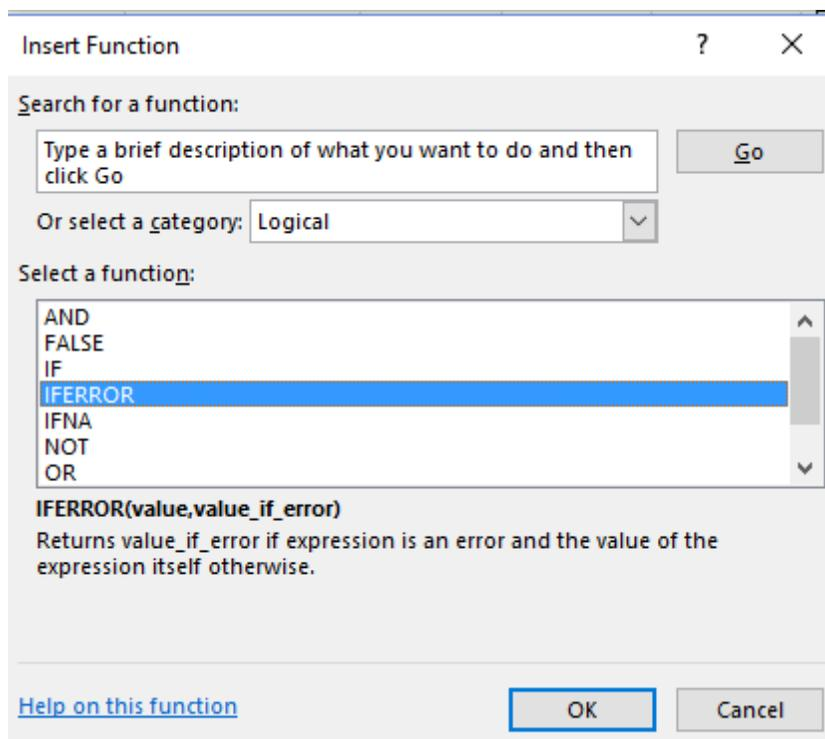 Insert Function
?
Search for a function:
Type a brief description of what you want to do and then
click Go
Go
Or select a category: Logical
Select a function:
AND
FALSE
IF
IFERROR
IFNA
NOT
OR
IFERROR(value,value_if_error)
Returns value_if_error if expression is an error and the value of the
expression itself otherwise.
Help on this function
OK
Cancel